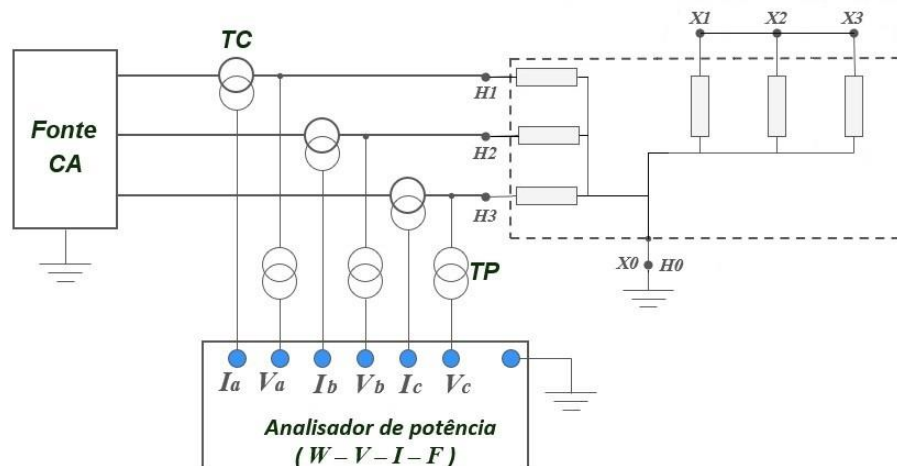 X1 X2 X3
TC
H1
Fonte
CA
H2
H3
X0 H0
TP
Ia Va Ib Vb Ic Vc
Analisador de potência
( W – V – I – F )